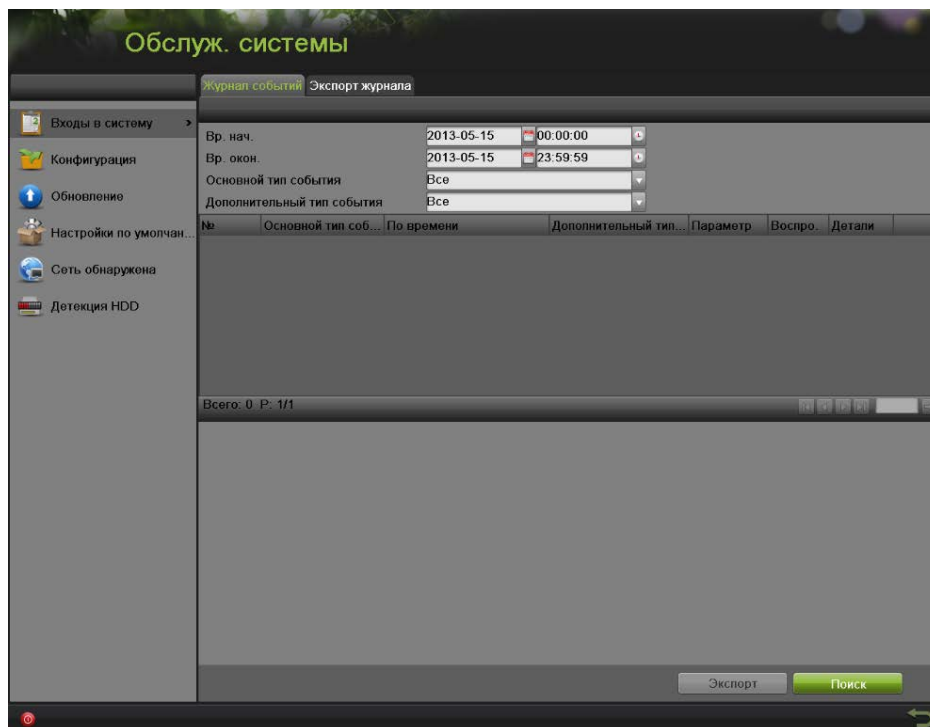 Обслуж. системы
Журнал событий Экспорт журнала
Входы в систему >
Конфигурация
Обновление
Настройки по умолчан...
Сеть обнаружена
Детекция HDD
Вр. нач. 2013-05-15 00:00:00
Вр. окон. 2013-05-15 23:59:59
Основной тип события Все
Дополнительный тип события Все
№ Основной тип соб... По времени Дополнительный тип... Параметр Воспро. Детали
Всего: 0 P: 1/1
Экспорт Поиск